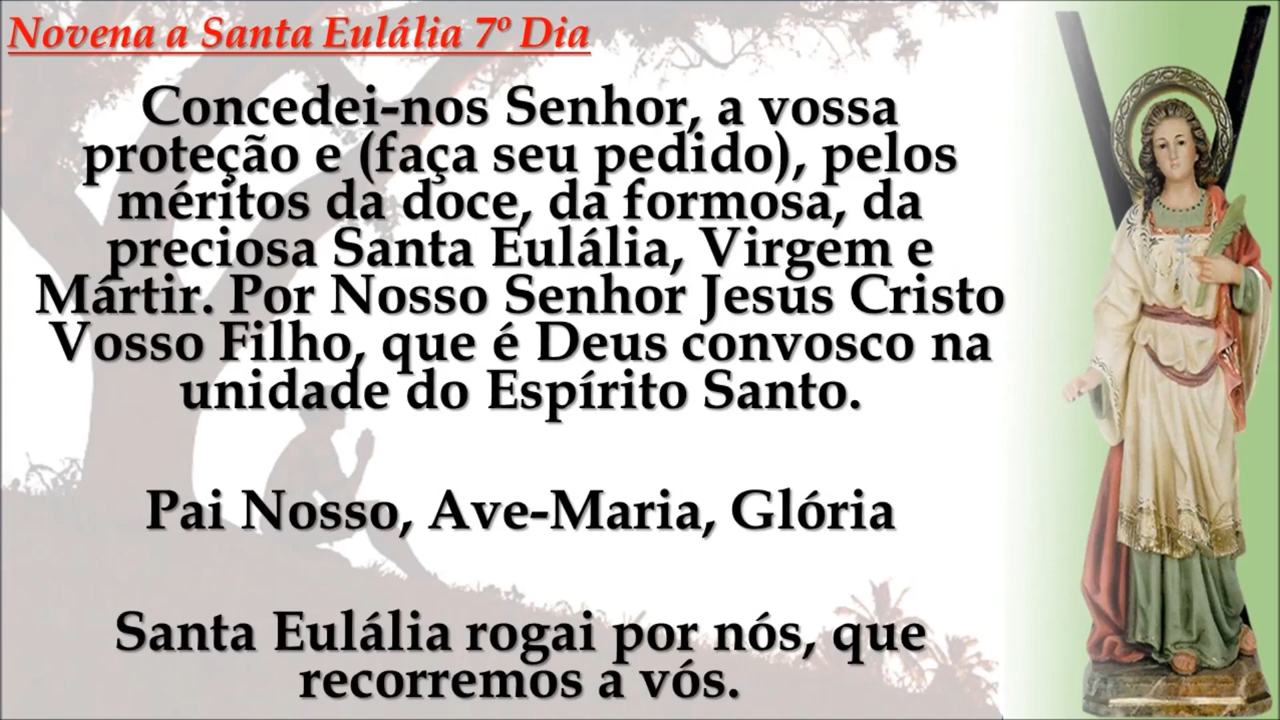 Novena a Santa Eulália 7º Dia
Concedei-nos Senhor, a vossa
proteção e (faça seu pedido), pelos
méritos da doce, da formosa, da
preciosa Santa Eulália, Virgem e
Mártir. Por Nosso Senhor Jesus Cristo
Vosso Filho, que é Deus convosco na
unidade do Espírito Santo.
Pai Nosso, Ave-Maria, Glória
Santa Eulália rogai por nós, que
recorremos a vós.